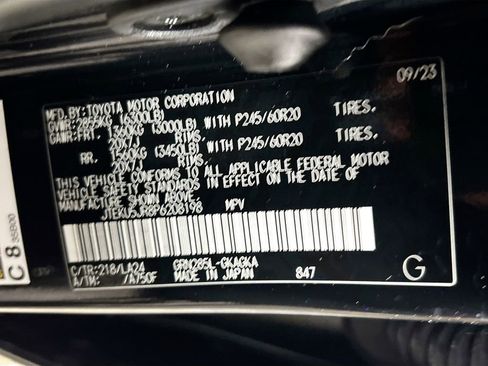 09/23
MFD.BY:TOYOTA MOTOR CORPORATION
GVWR:2855KG (6300LB)
GAWR:FRT. 1360KG (3000LB) WITH P245/60R20 TIRES,
20X7J RIMS,
RR. 1560KG (3450LB) WITH P245/60R20 TIRES,
20X7J RIMS,
THIS VEHICLE CONFORMS TO ALL APPLICABLE FEDERAL MOTOR
VEHICLE SAFETY STANDARDS IN EFFECT ON THE DATE OF
MANUFACTURE SHOWN ABOVE.
JTEKU5JR8P6208198 MPV
C/TR:218/LA24 GRN285L-GKAGKA
A/TM: /A750F MADE IN JAPAN 847 G
C 8